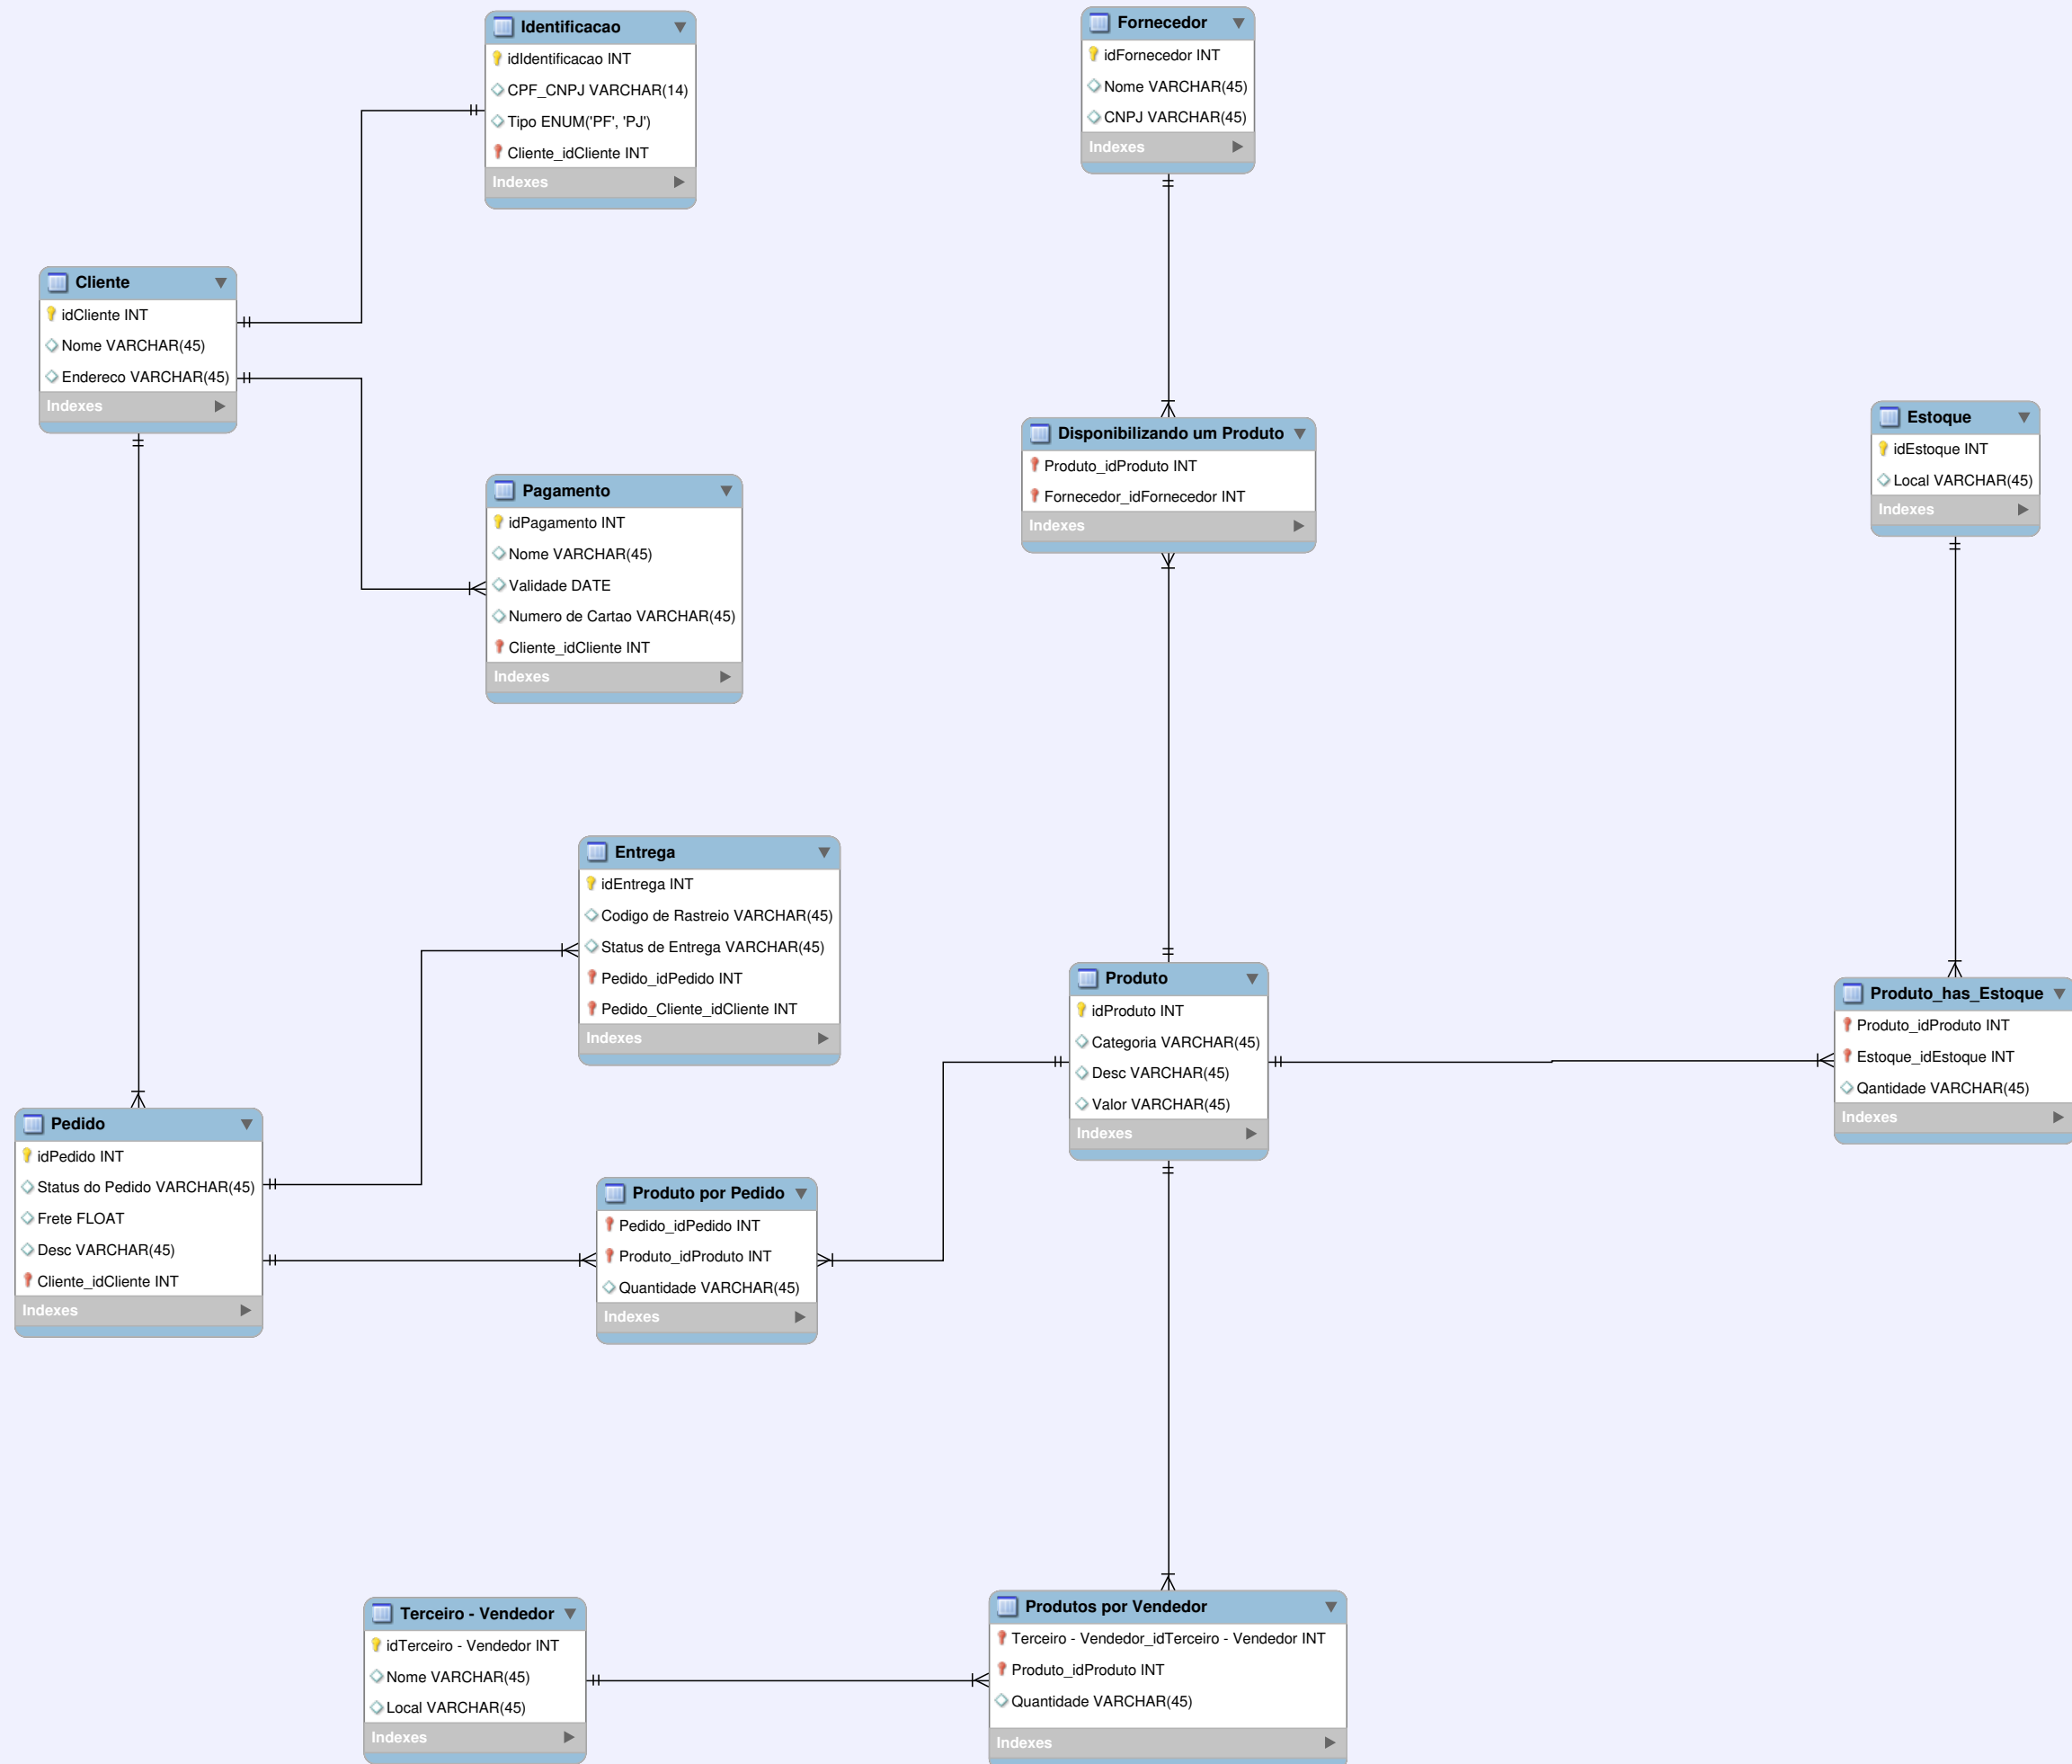 Identificacao
idIdentificacao INT
CPF_CNPJ VARCHAR(14)
Tipo ENUM('PF', 'PJ')
Cliente_idCliente INT
Indexes
Fornecedor
idFornecedor INT
Nome VARCHAR(45)
CNPJ VARCHAR(45)
Indexes
Cliente
idCliente INT
Nome VARCHAR(45)
Endereco VARCHAR(45)
Indexes
Disponibilizando um Produto
Produto_idProduto INT
Fornecedor_idFornecedor INT
Indexes
Estoque
idEstoque INT
Local VARCHAR(45)
Indexes
Pagamento
idPagamento INT
Nome VARCHAR(45)
Validade DATE
Numero de Cartao VARCHAR(45)
Cliente_idCliente INT
Indexes
Entrega
idEntrega INT
Codigo de Rastreio VARCHAR(45)
Status de Entrega VARCHAR(45)
Pedido_idPedido INT
Pedido_Cliente_idCliente INT
Indexes
Produto
idProduto INT
Categoria VARCHAR(45)
Desc VARCHAR(45)
Valor VARCHAR(45)
Indexes
Produto_has_Estoque
Produto_idProduto INT
Estoque_idEstoque INT
Qantidade VARCHAR(45)
Indexes
Pedido
idPedido INT
Status do Pedido VARCHAR(45)
Frete FLOAT
Desc VARCHAR(45)
Cliente_idCliente INT
Indexes
Produto por Pedido
Pedido_idPedido INT
Produto_idProduto INT
Quantidade VARCHAR(45)
Indexes
Terceiro - Vendedor
idTerceiro - Vendedor INT
Nome VARCHAR(45)
Local VARCHAR(45)
Indexes
Produtos por Vendedor
Terceiro - Vendedor_idTerceiro - Vendedor INT
Produto_idProduto INT
Quantidade VARCHAR(45)
Indexes